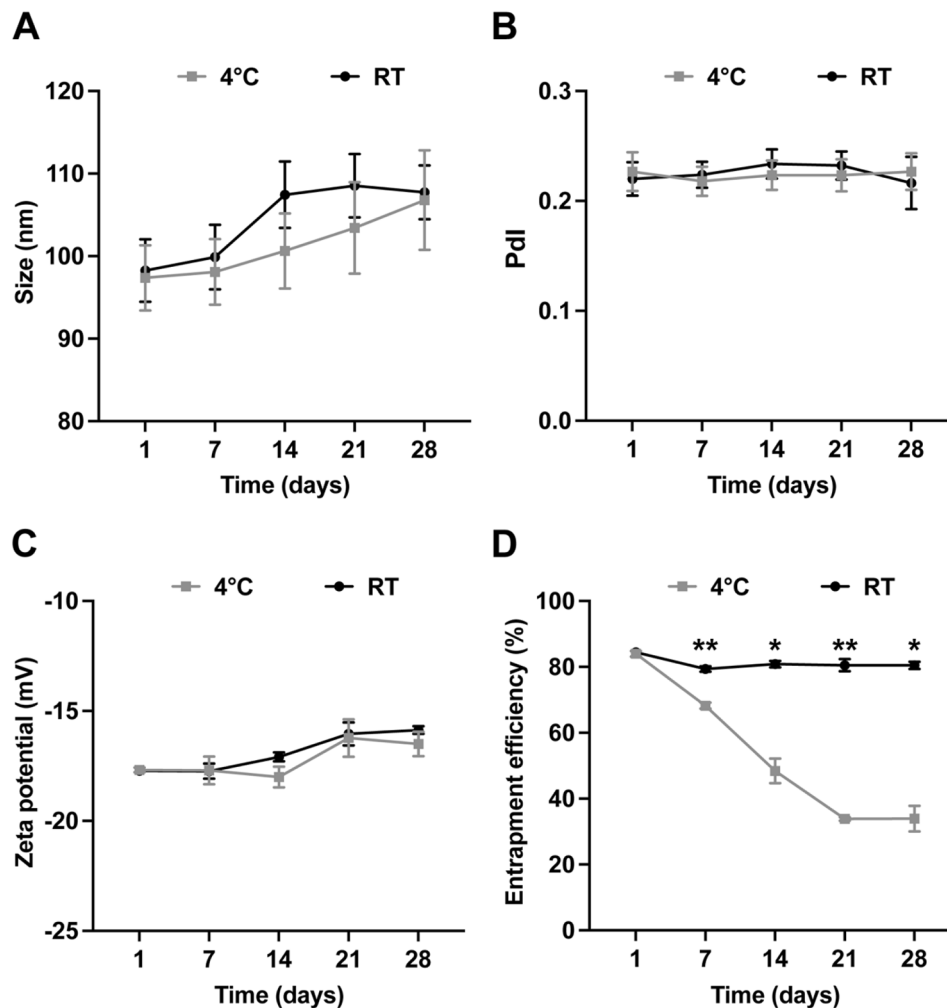 A
4°C RT
120
110
100
90
80
Size (nm)
1 7 14 21 28
Time (days)
B
4°C RT
0.3
0.2
0.1
0.0
PdI
1 7 14 21 28
Time (days)
C
4°C RT
-10
-15
-20
-25
Zeta potential (mV)
1 7 14 21 28
Time (days)
D
4°C RT
100
80
60
40
20
0
Entrapment efficiency (%)
** * ** *
1 7 14 21 28
Time (days)